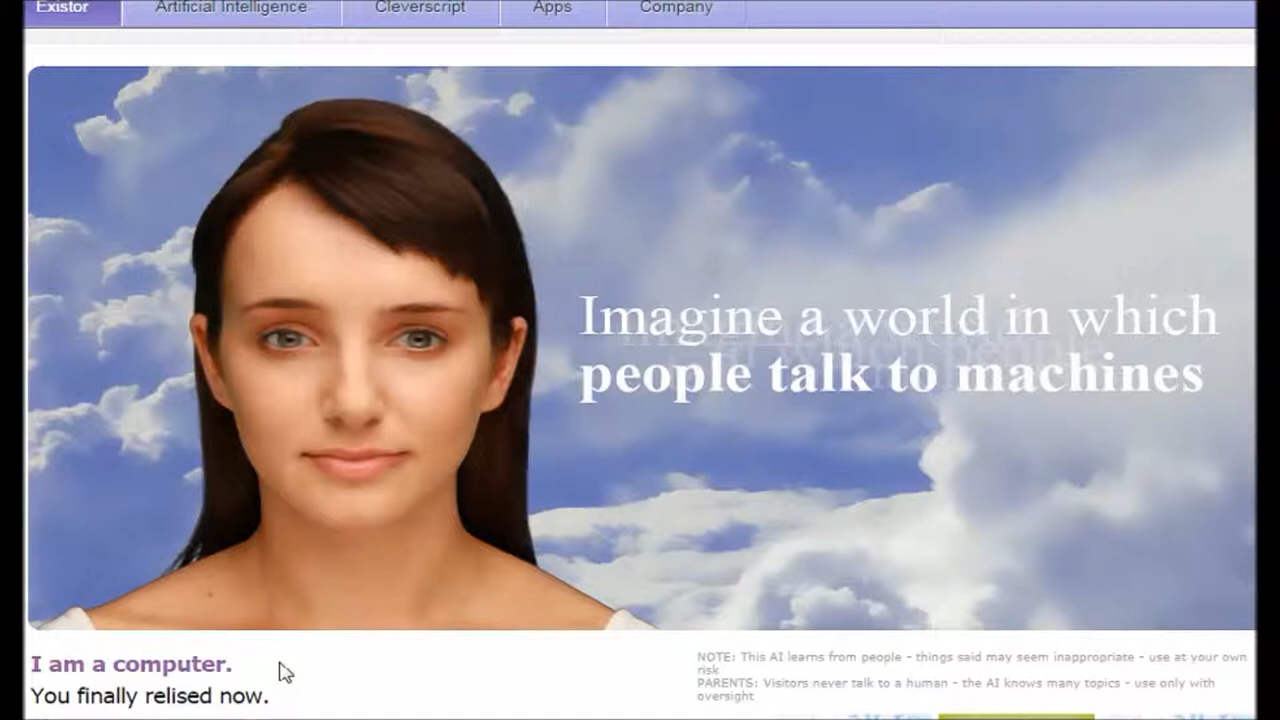 Existor Artificial Intelligence Cleverscript Apps Company
Imagine a world in which
people talk to machines
I am a computer.
You finally relised now.
NOTE: This AI learns from people - things said may seem inappropriate - use at your own
risk
PARENTS: Visitors never talk to a human - the AI knows many topics - use only with
oversight